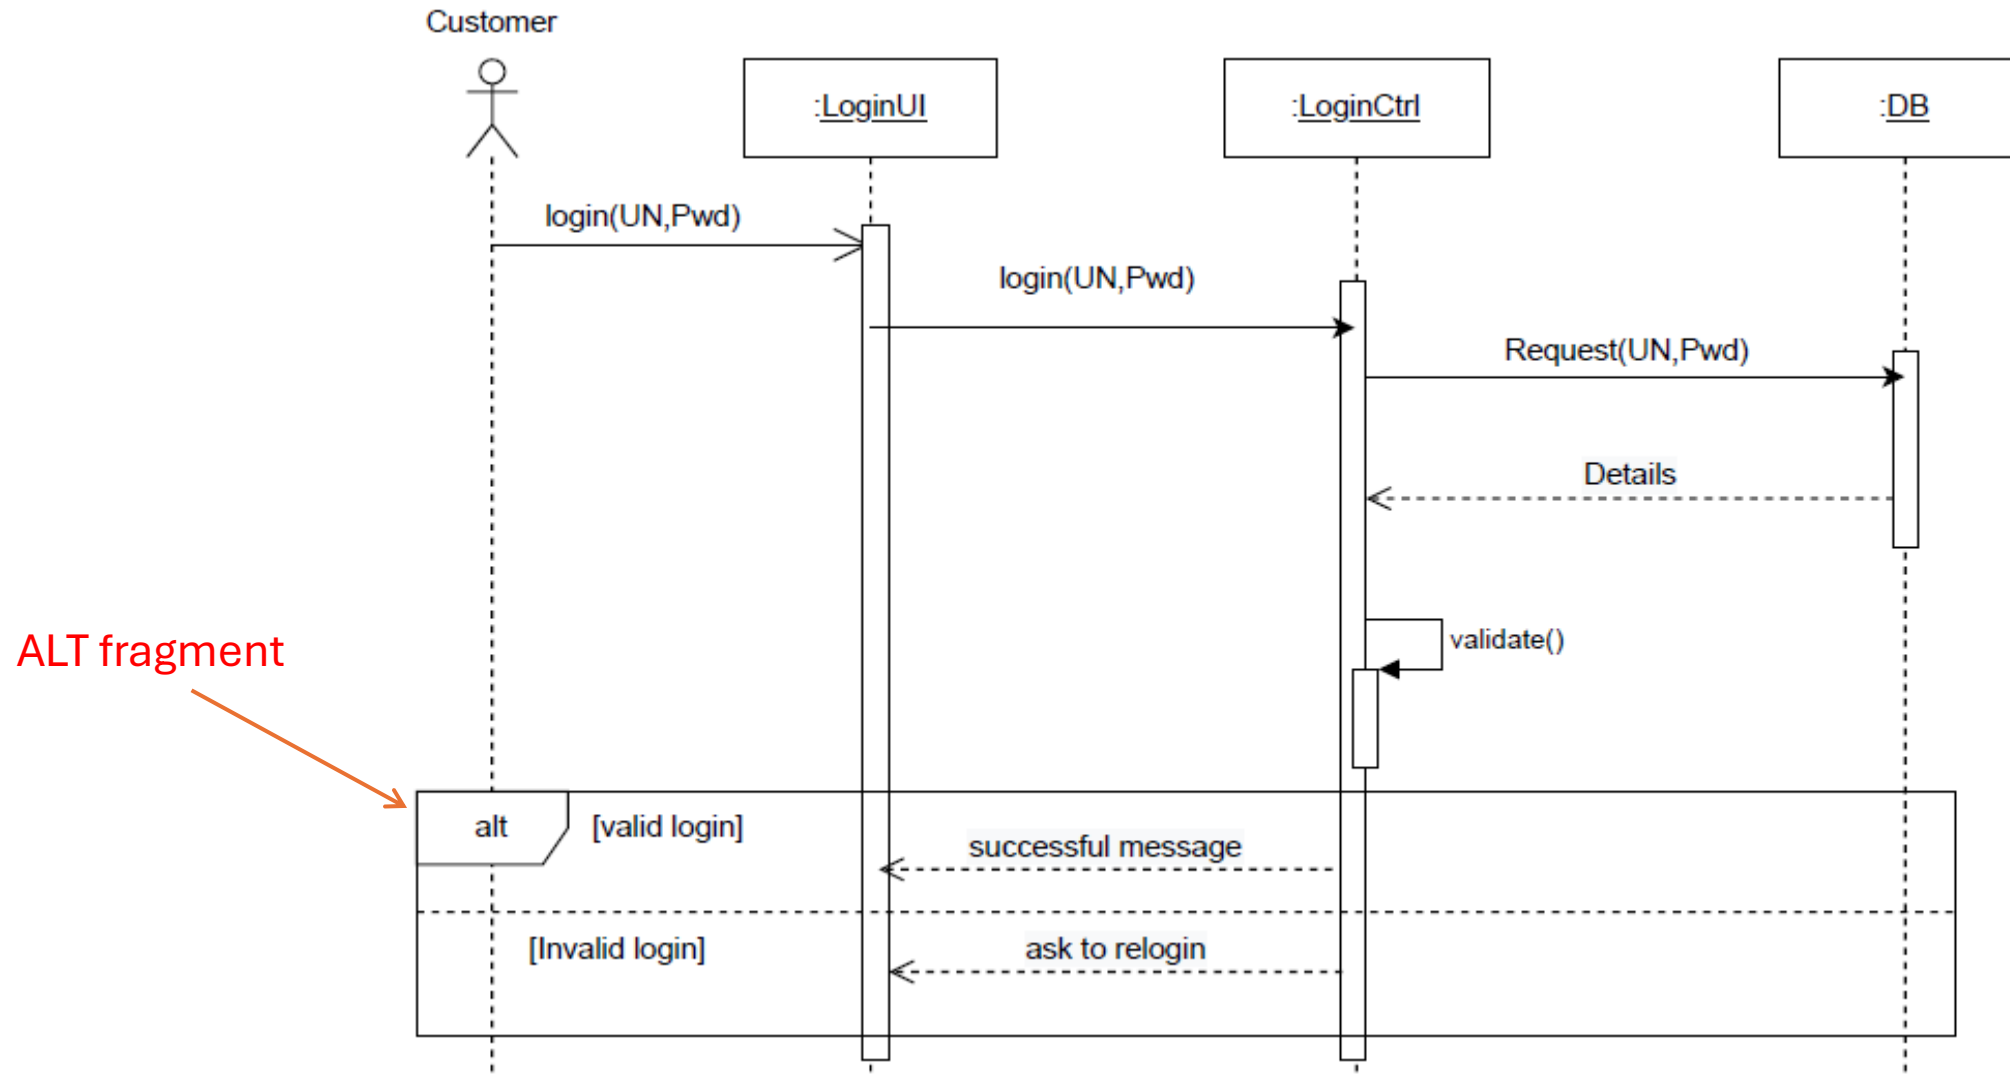 Customer
:LoginUI
:LoginCtrl
:DB
login(UN,Pwd)
login(UN,Pwd)
Request(UN,Pwd)
Details
validate()
ALT fragment
alt
[valid login]
successful message
[Invalid login]
ask to relogin